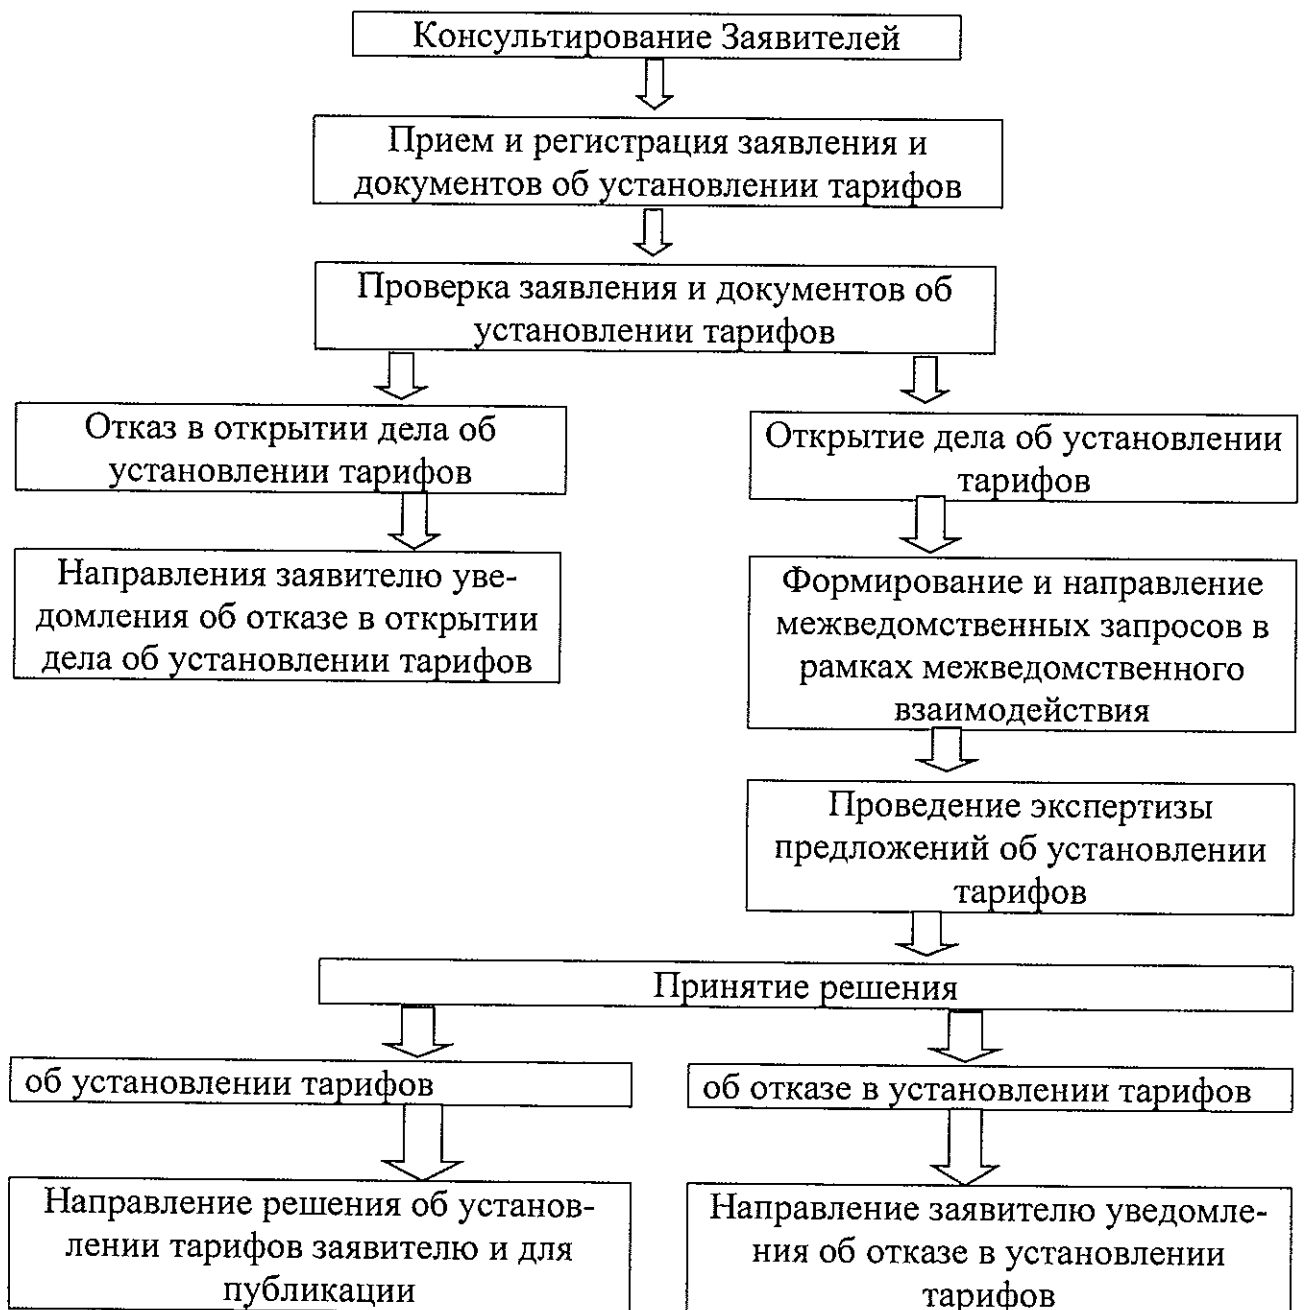 Консультирование Заявителей
Прием и регистрация заявления и
документов об установлении тарифов
Проверка заявления и документов об
установлении тарифов
Отказ в открытии дела об
установлении тарифов
Открытие дела об установлении
тарифов
Направления заявителю уве-
домления об отказе в открытии
дела об установлении тарифов
Формирование и направление
межведомственных запросов в
рамках межведомственного
взаимодействия
Проведение экспертизы
предложений об установлении
тарифов
Принятие решения
об установлении тарифов
об отказе в установлении тарифов
Направление решения об установ-
лении тарифов заявителю и для
публикации
Направление заявителю уведомле-
ния об отказе в установлении
тарифов